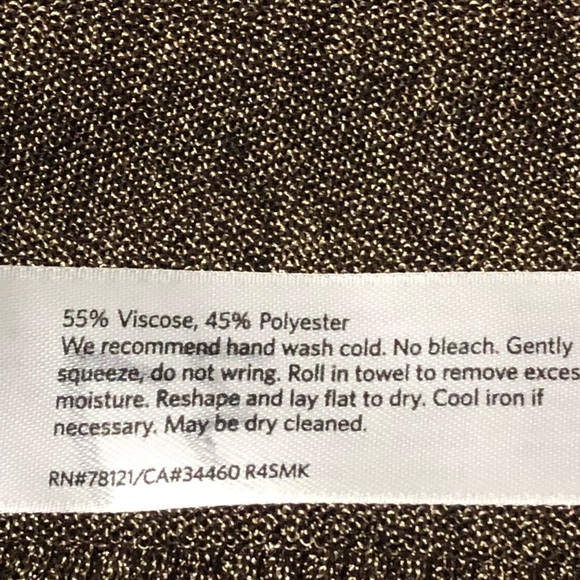 55% Viscose, 45% Polyester
We recommend hand wash cold. No bleach. Gently
squeeze, do not wring. Roll in towel to remove exces
moisture. Reshape and lay flat to dry. Cool iron if
necessary. May be dry cleaned.
RN#78121/CA#34460 R4SMK